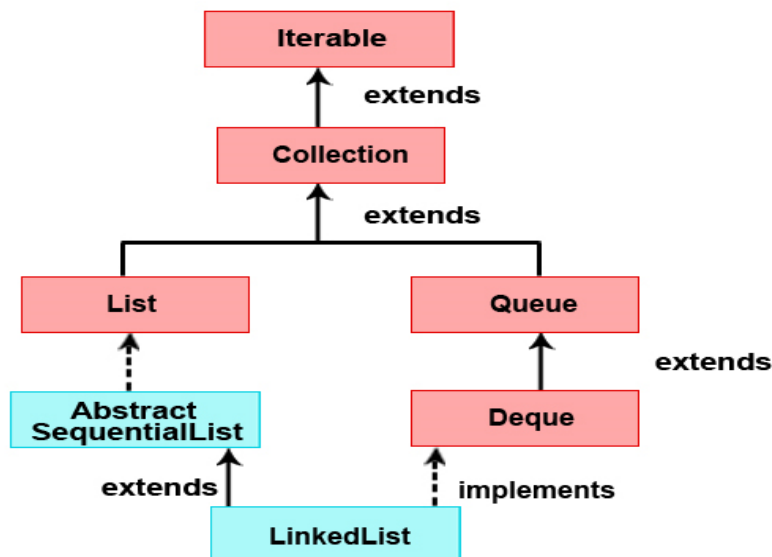 Iterable
extends
Collection
extends
List
Queue
extends
Abstract
SequentialList
Deque
extends
implements
LinkedList